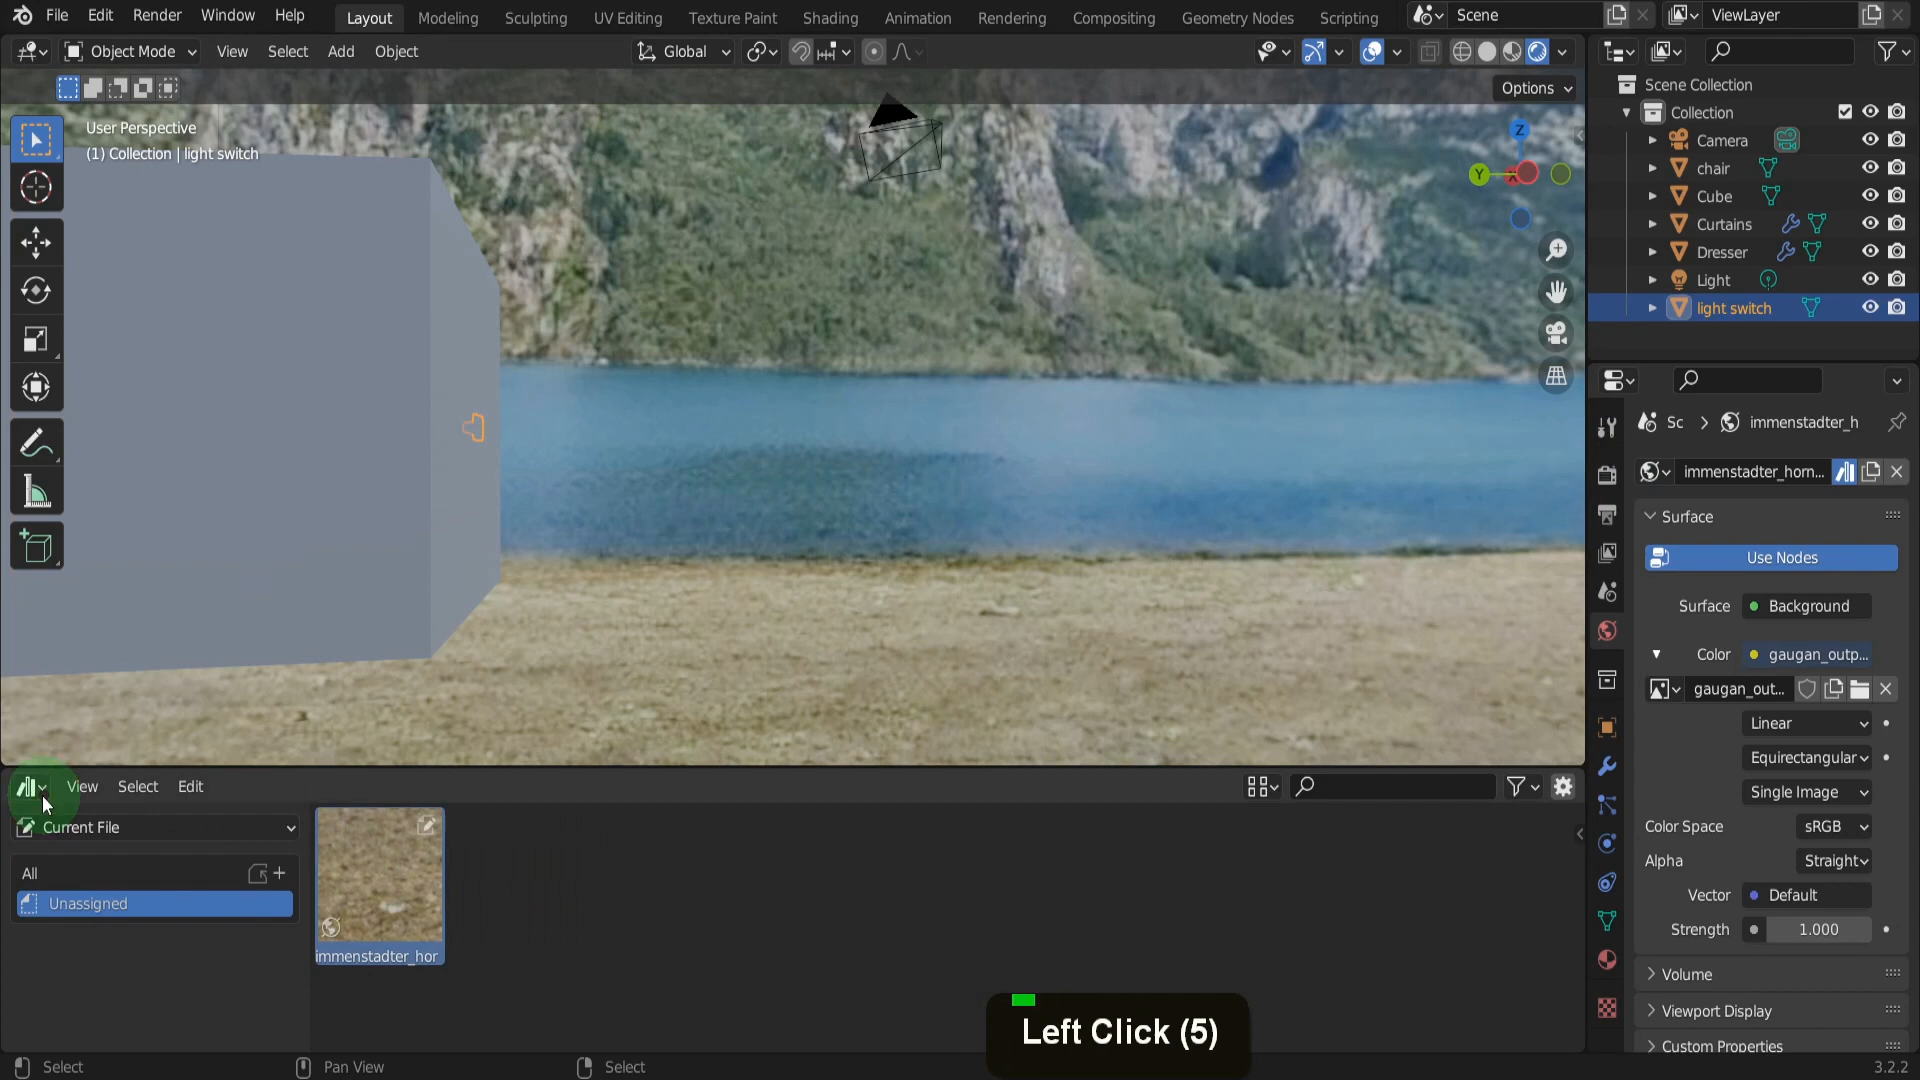 File Edit Render Window Help
Layout Modeling Sculpting UV Editing Texture Paint Shading Animation Rendering Compositing Geometry Nodes Scripting
Scene
ViewLayer
Object Mode View Select Add Object
Global
Options
User Perspective
(1) Collection | light switch
Z
Y
X
Scene Collection
Collection
Camera
chair
Cube
Curtains
Dresser
Light
light switch
Sc > immenstadter_h
immenstadter_horn...
Surface
Use Nodes
Surface Background
Color gaugan_outp...
gaugan_out...
Linear
Equirectangular
Single Image
Color Space sRGB
Alpha Straight
Vector Default
Strength 1.000
Volume
Viewport Display
Custom Properties
View Select Edit
Current File
All
Unassigned
immenstadter_hor
Left Click (5)
Select Pan View Select
3.2.2